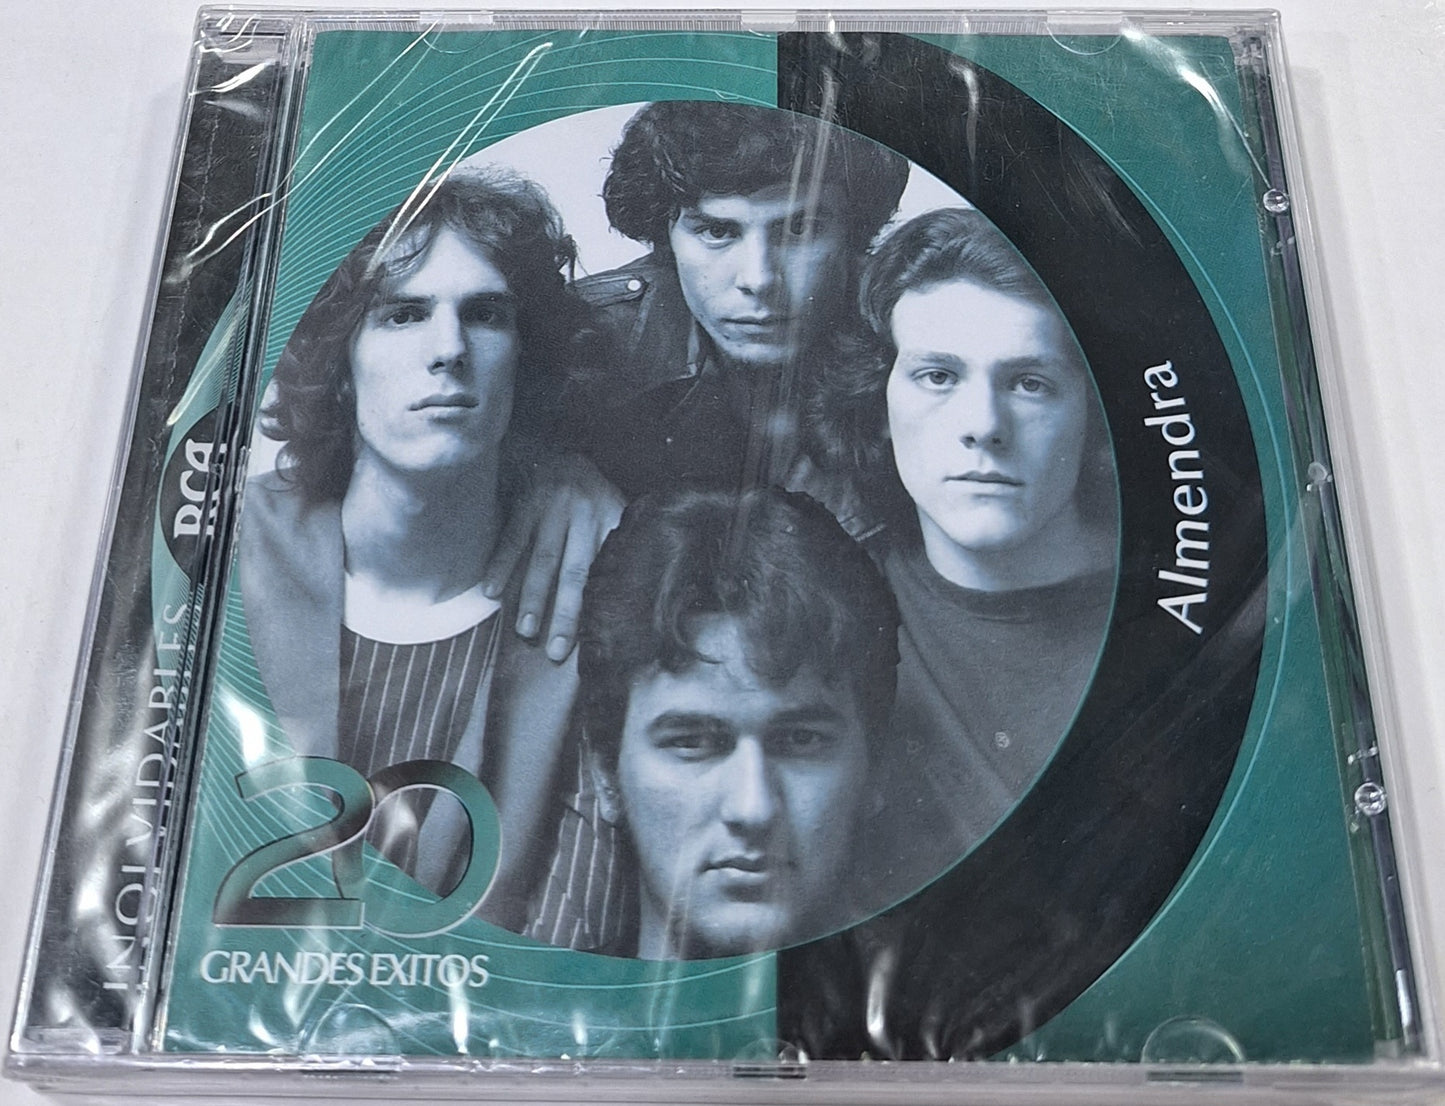 INOLVIDABLES
RCA
Almendra
20
GRANDES EXITOS